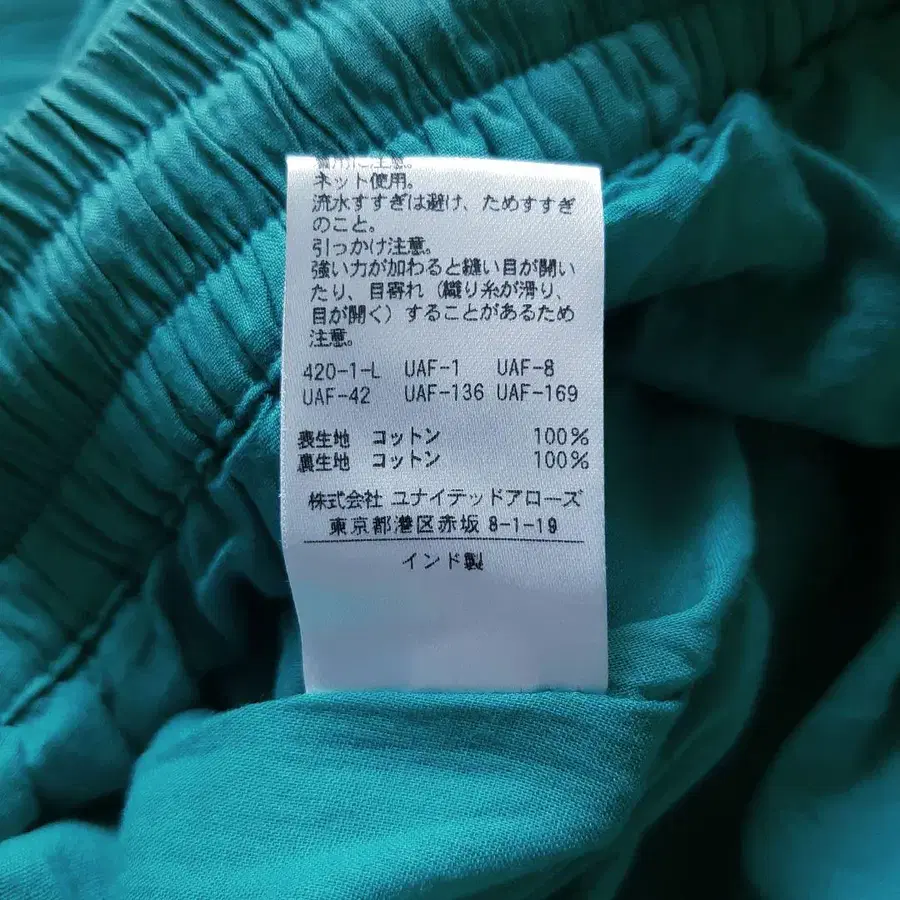 着用に注意。
ネット使用。
流水すすぎは避け、ためすすぎ
のこと。
引っかけ注意。
強い力が加わると縫い目が開い
たり、目寄れ（織り糸が滑り、
目が開く）することがあるため
注意。
420-1-L UAF-1 UAF-8
UAF-42 UAF-136 UAF-169
表生地 コットン 100%
裏生地 コットン 100%
株式会社 ユナイテッドアローズ
東京都港区赤坂 8-1-19
インド製